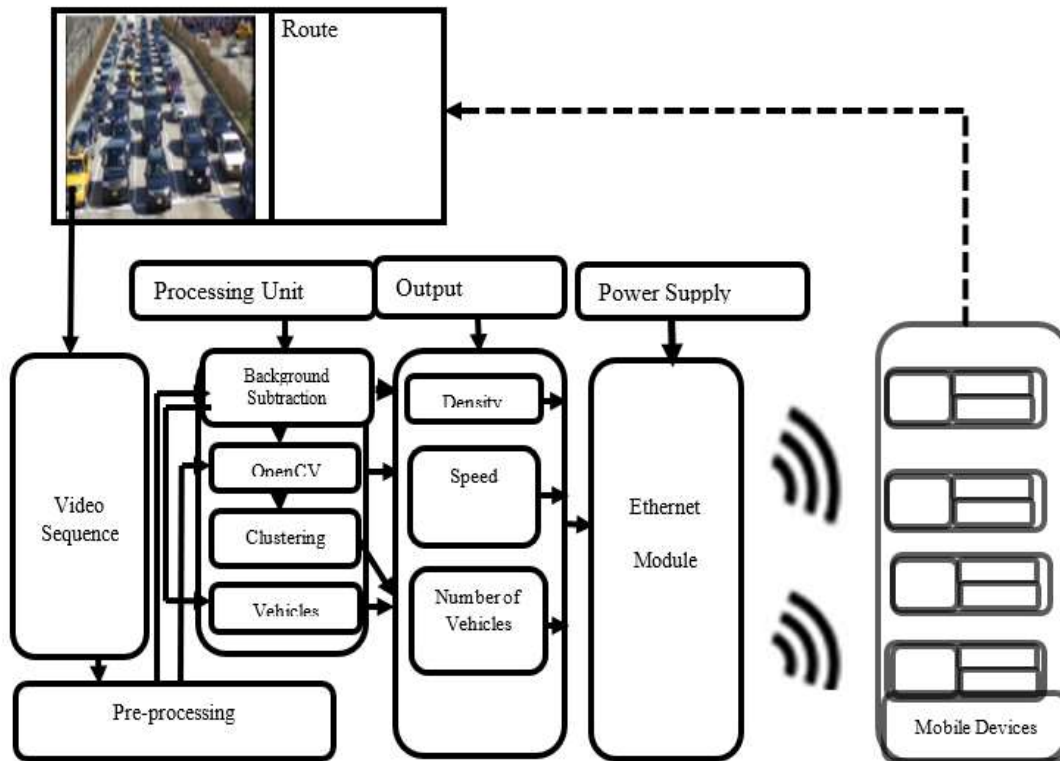 Route
Processing Unit
Output
Power Supply
Video
Sequence
Background
Subtraction
OpenCV
Clustering
Vehicles
Density
Speed
Number of
Vehicles
Ethernet
Module
Pre-processing
Mobile Devices